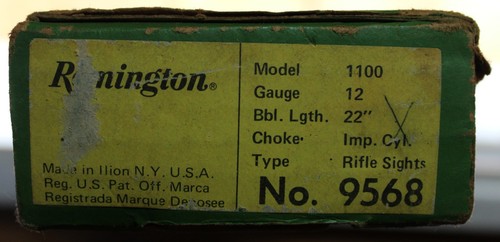 Remington®
Made in Ilion N.Y. U.S.A.
Reg. U.S. Pat. Off. Marca
Registrada Marque Deposee
Model 1100
Gauge 12
Bbl. Lgth. 22"
Choke Imp. Cyl.
Type Rifle Sights
No. 9568